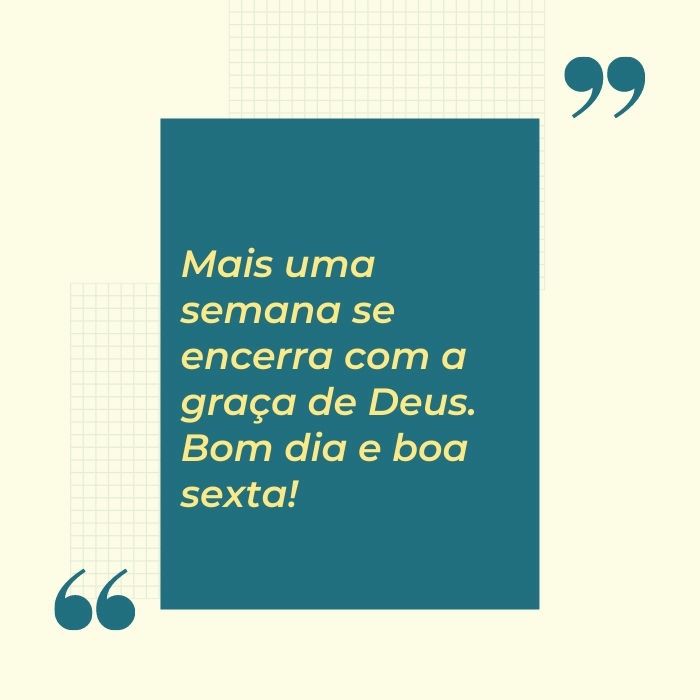 Mais uma
semana se
encerra com a
graça de Deus.
Bom dia e boa
sexta!